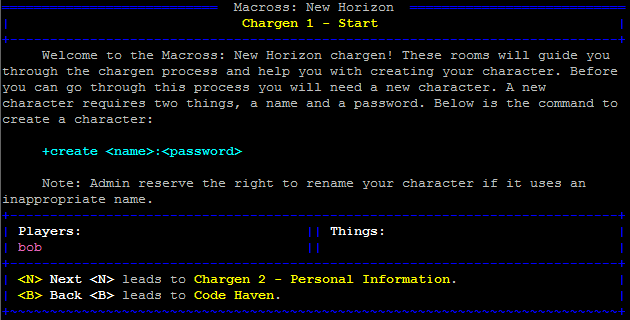 Macross: New Horizon
Chargen 1 - Start
Welcome to the Macross: New Horizon chargen! These rooms will guide you
through the chargen process and help you with creating your character. Before
you can go through this process you will need a new character. A new
character requires two things, a name and a password. Below is the command to
create a character:
+create <name>:<password>
Note: Admin reserve the right to rename your character if it uses an
inappropriate name.
Players: || Things:
bob ||
<N> Next <N> leads to Chargen 2 - Personal Information.
<B> Back <B> leads to Code Haven.